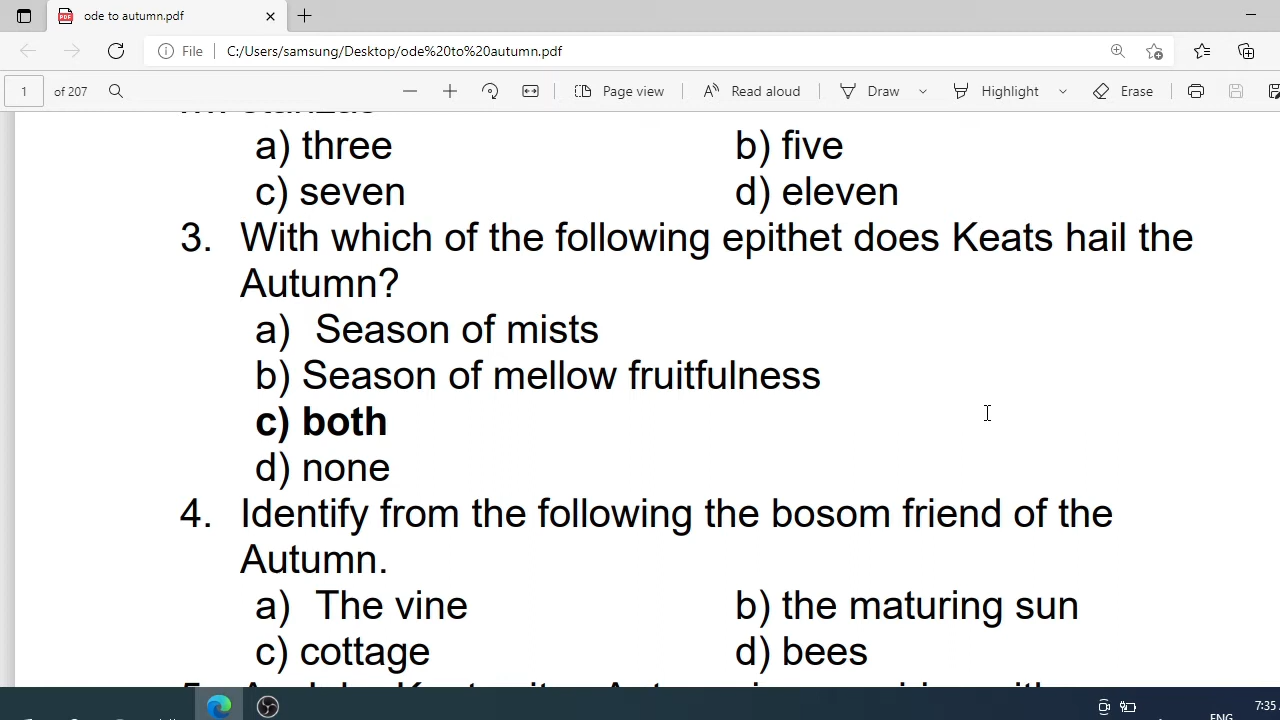 ode to autumn.pdf
File C:/Users/samsung/Desktop/ode%20to%20autumn.pdf
1 of 207 Page view Read aloud Draw Highlight Erase
a) three b) five
c) seven d) eleven
3. With which of the following epithet does Keats hail the
Autumn?
a) Season of mists
b) Season of mellow fruitfulness
c) both
d) none
4. Identify from the following the bosom friend of the
Autumn.
a) The vine b) the maturing sun
c) cottage d) bees
7:35
ENG